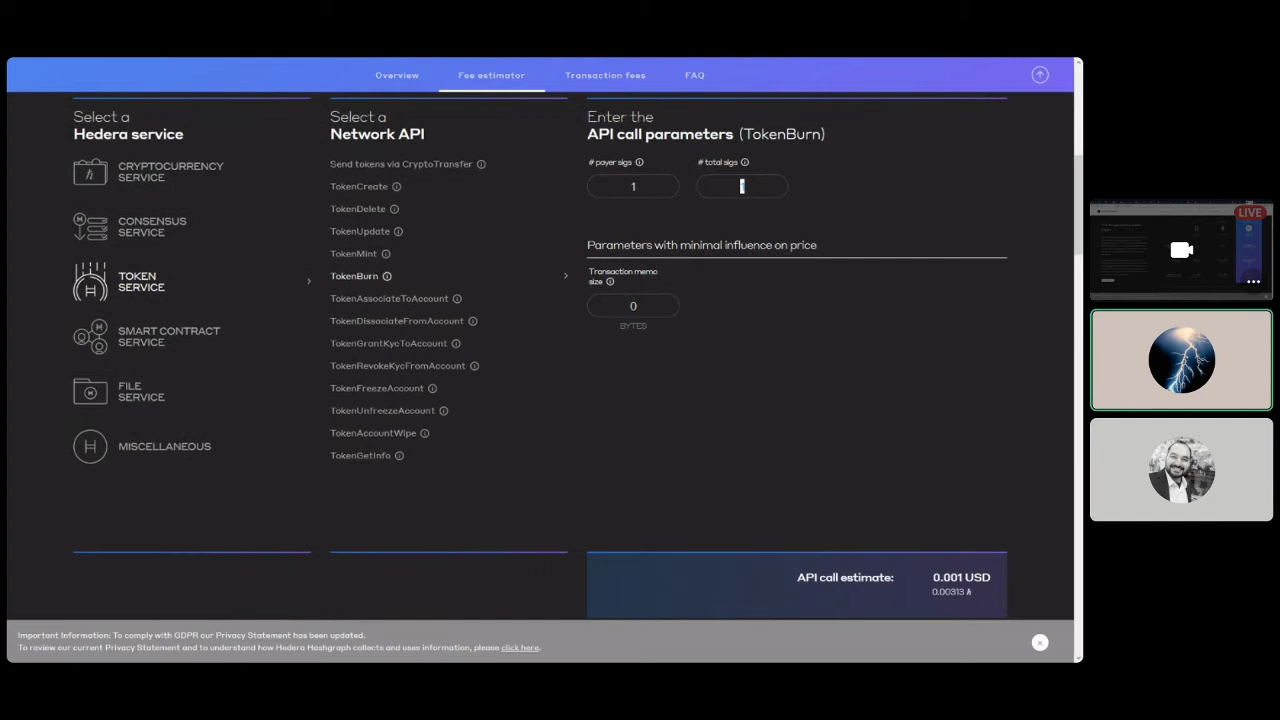 Overview
Fee estimator
Transaction fees
FAQ
Select a
Hedera service
CRYPTOCURRENCY
SERVICE
CONSENSUS
SERVICE
TOKEN
SERVICE
SMART CONTRACT
SERVICE
FILE
SERVICE
MISCELLANEOUS
Select a
Network API
Send tokens via CryptoTransfer
TokenCreate
TokenDelete
TokenUpdate
TokenMint
TokenBurn
TokenAssociateToAccount
TokenDissociateFromAccount
TokenGrantKycToAccount
TokenRevokeKycFromAccount
TokenFreezeAccount
TokenUnfreezeAccount
TokenAccountWipe
TokenGetInfo
Enter the
API call parameters (TokenBurn)
# payer sigs
# total sigs
1
1
Parameters with minimal influence on price
Transaction memo
size
0
BYTES
API call estimate:
0.001 USD
0.00313 ℏ
Important Information: To comply with GDPR our Privacy Statement has been updated.
To review our current Privacy Statement and to understand how Hedera Hashgraph collects and uses information, please click here.
LIVE